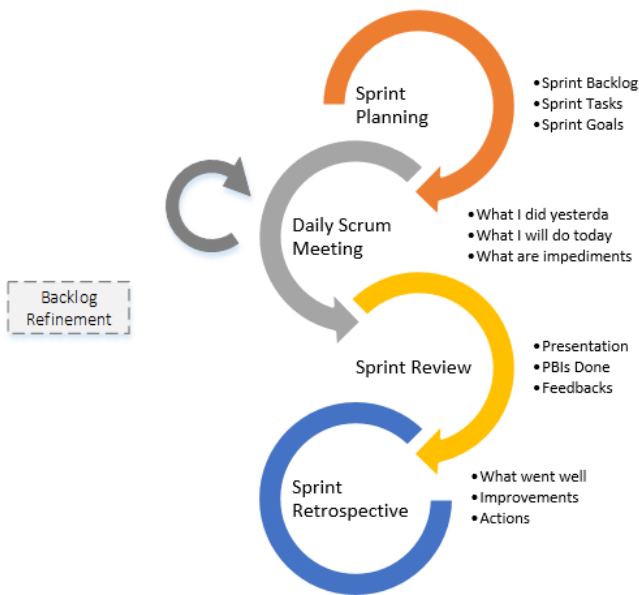 Sprint
Planning
•Sprint Backlog
•Sprint Tasks
•Sprint Goals
Daily Scrum
Meeting
•What I did yesterda
•What I will do today
•What are impediments
Backlog
Refinement
Sprint Review
•Presentation
•PBIs Done
•Feedbacks
Sprint
Retrospective
•What went well
•Improvements
•Actions